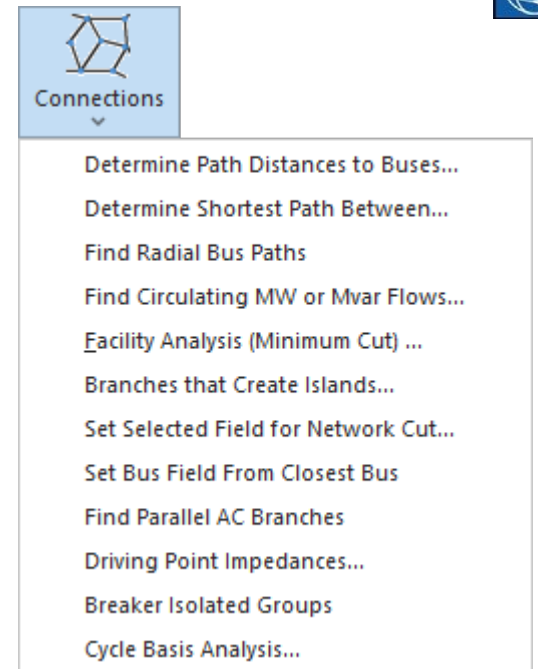 Connections
Determine Path Distances to Buses...
Determine Shortest Path Between...
Find Radial Bus Paths
Find Circulating MW or Mvar Flows...
Facility Analysis (Minimum Cut) ...
Branches that Create Islands...
Set Selected Field for Network Cut...
Set Bus Field From Closest Bus
Find Parallel AC Branches
Driving Point Impedances...
Breaker Isolated Groups
Cycle Basis Analysis...